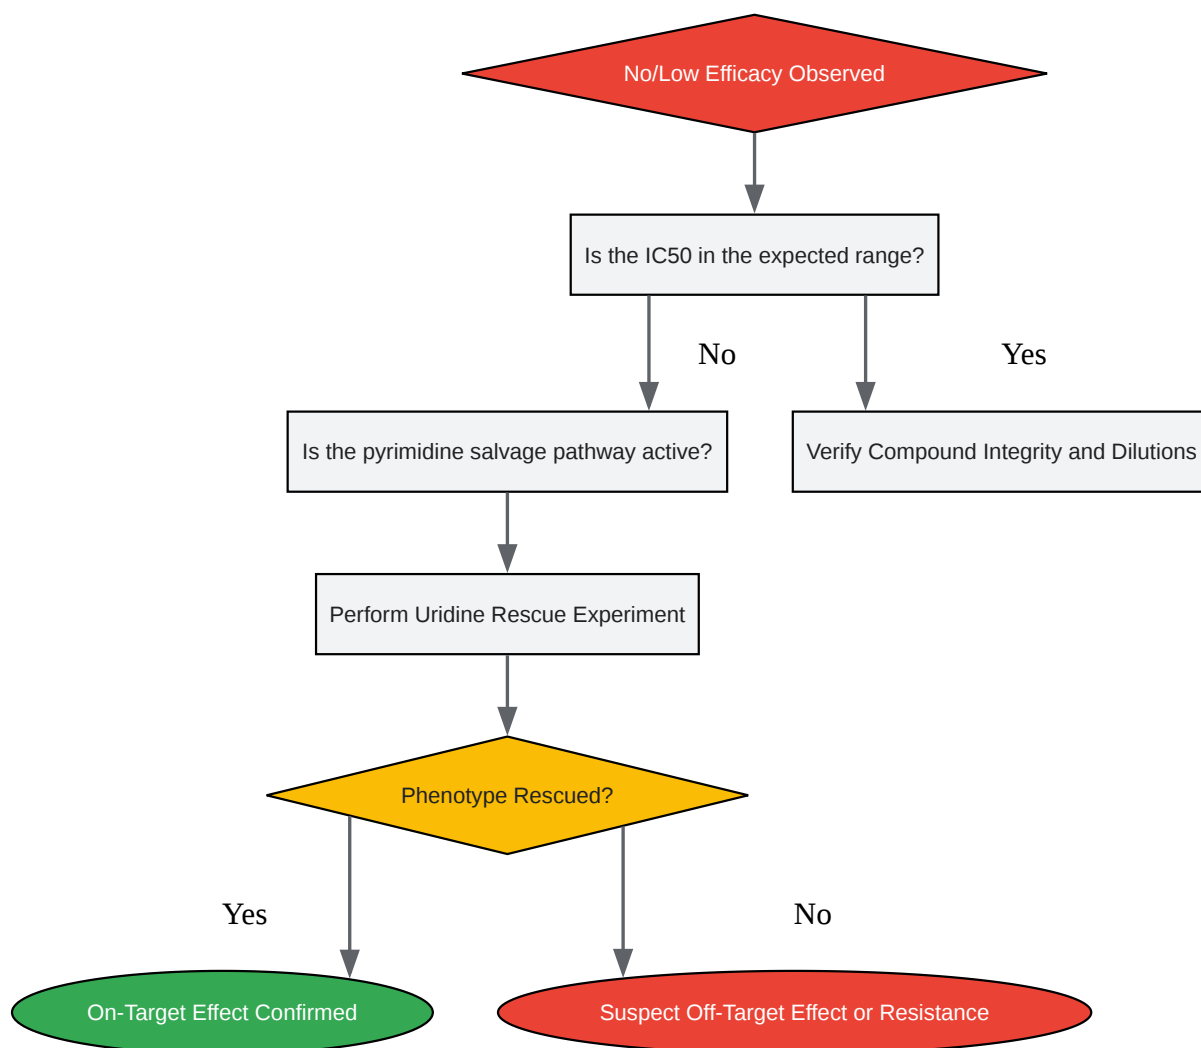 No/Low Efficacy Observed
Is the IC50 in the expected range?
No
Yes
Is the pyrimidine salvage pathway active?
Verify Compound Integrity and Dilutions
Perform Uridine Rescue Experiment
Phenotype Rescued?
Yes
No
On-Target Effect Confirmed
Suspect Off-Target Effect or Resistance